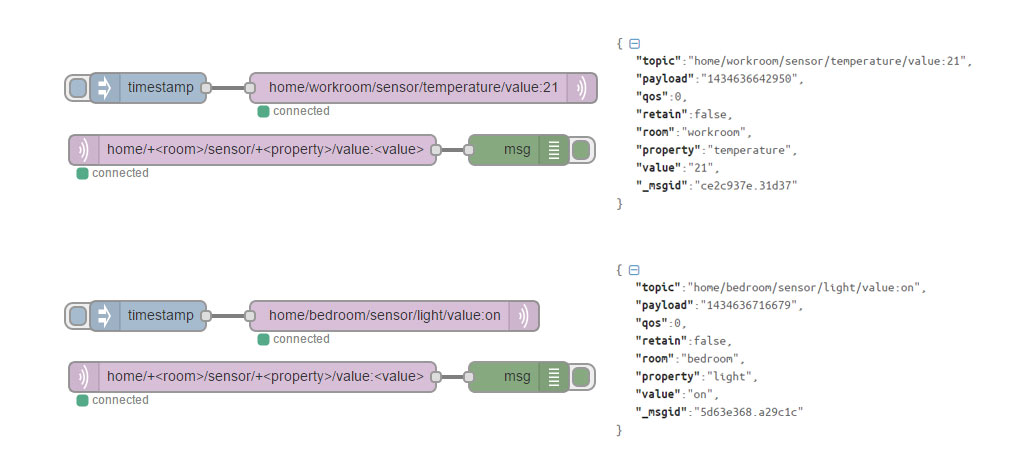 timestamp
home/workroom/sensor/temperature/value:21
connected
home/+<room>/sensor/+<property>/value:<value>
msg
connected
{
"topic":"home/workroom/sensor/temperature/value:21",
"payload":"1434636642950",
"qos":0,
"retain":false,
"room":"workroom",
"property":"temperature",
"value":"21",
"_msgid":"ce2c937e.31d37"
}
timestamp
home/bedroom/sensor/light/value:on
connected
home/+<room>/sensor/+<property>/value:<value>
msg
connected
{
"topic":"home/bedroom/sensor/light/value:on",
"payload":"1434636716679",
"qos":0,
"retain":false,
"room":"bedroom",
"property":"light",
"value":"on",
"_msgid":"5d63e368.a29c1c"
}